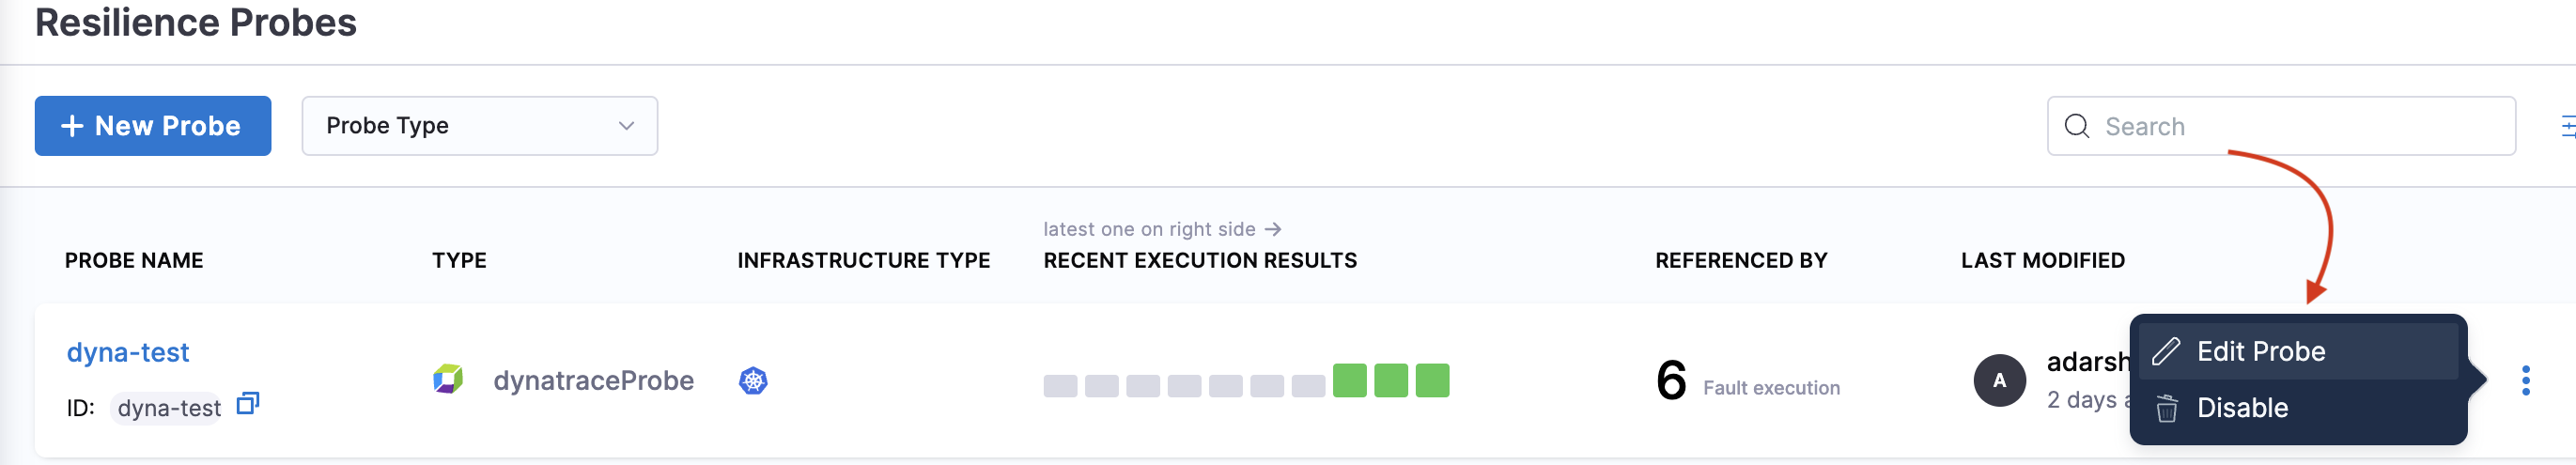 Resilience Probes
+ New Probe
Probe Type
Search
latest one on right side →
PROBE NAME
TYPE
INFRASTRUCTURE TYPE
RECENT EXECUTION RESULTS
REFERENCED BY
LAST MODIFIED
dyna-test
ID: dyna-test
dynatraceProbe
6 Fault execution
A
adarsh
2 days
Edit Probe
Disable